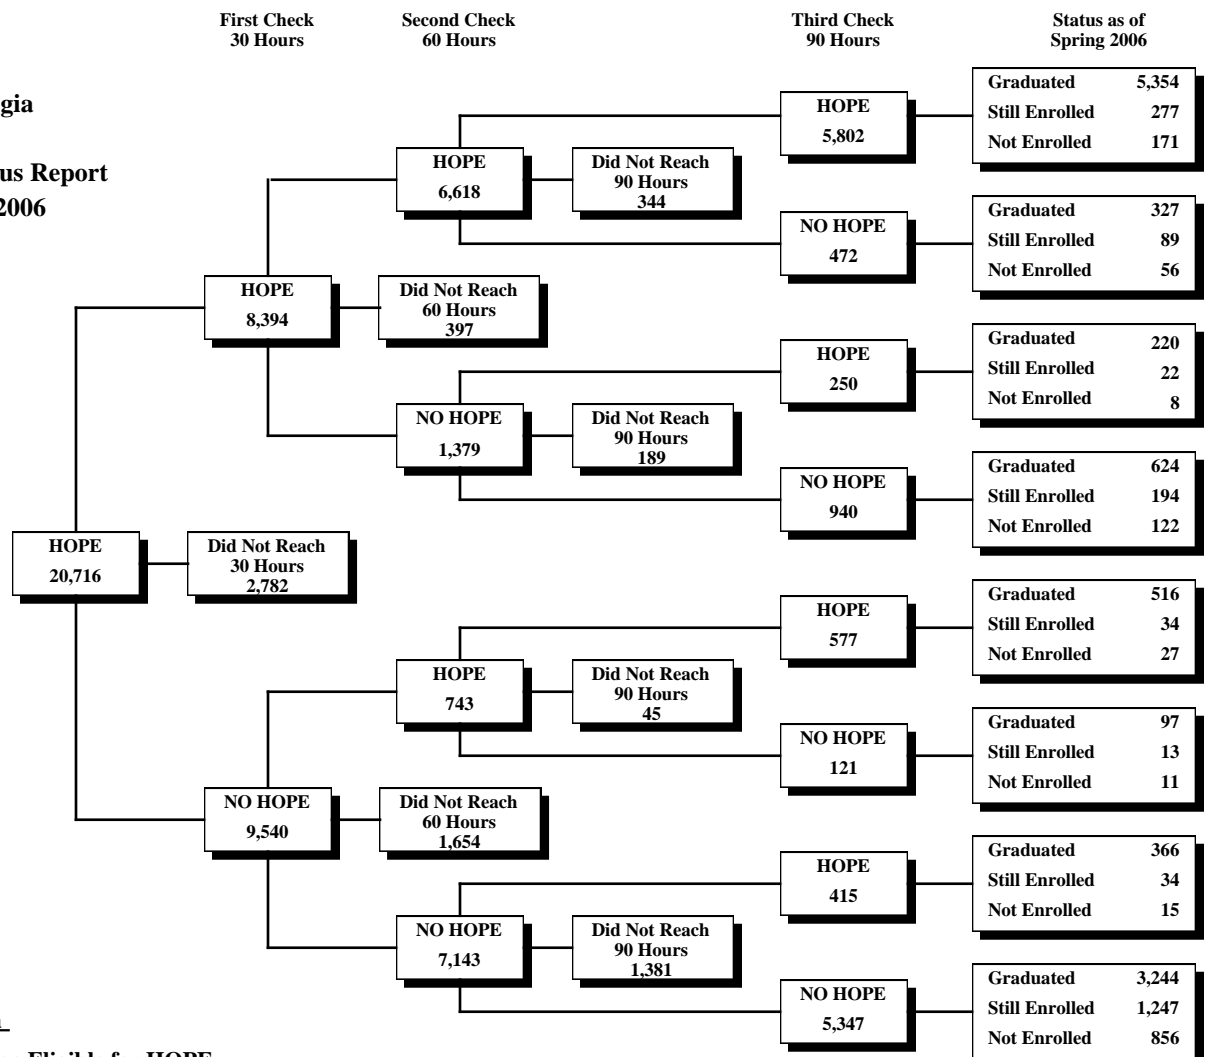 First Check
30 Hours
Second Check
60 Hours
Third Check
90 Hours
Status as of
Spring 2006
gia
us Report
2006
HOPE
20,716
Did Not Reach
30 Hours
2,782
HOPE
8,394
Did Not Reach
60 Hours
397
HOPE
6,618
Did Not Reach
90 Hours
344
HOPE
5,802
Graduated 5,354
Still Enrolled 277
Not Enrolled 171
NO HOPE
472
Graduated 327
Still Enrolled 89
Not Enrolled 56
NO HOPE
1,379
Did Not Reach
90 Hours
189
HOPE
250
Graduated 220
Still Enrolled 22
Not Enrolled 8
NO HOPE
940
Graduated 624
Still Enrolled 194
Not Enrolled 122
NO HOPE
9,540
Did Not Reach
60 Hours
1,654
HOPE
743
Did Not Reach
90 Hours
45
HOPE
577
Graduated 516
Still Enrolled 34
Not Enrolled 27
NO HOPE
121
Graduated 97
Still Enrolled 13
Not Enrolled 11
NO HOPE
7,143
Did Not Reach
90 Hours
1,381
HOPE
415
Graduated 366
Still Enrolled 34
Not Enrolled 15
NO HOPE
5,347
Graduated 3,244
Still Enrolled 1,247
Not Enrolled 856
Eligible for HOPE